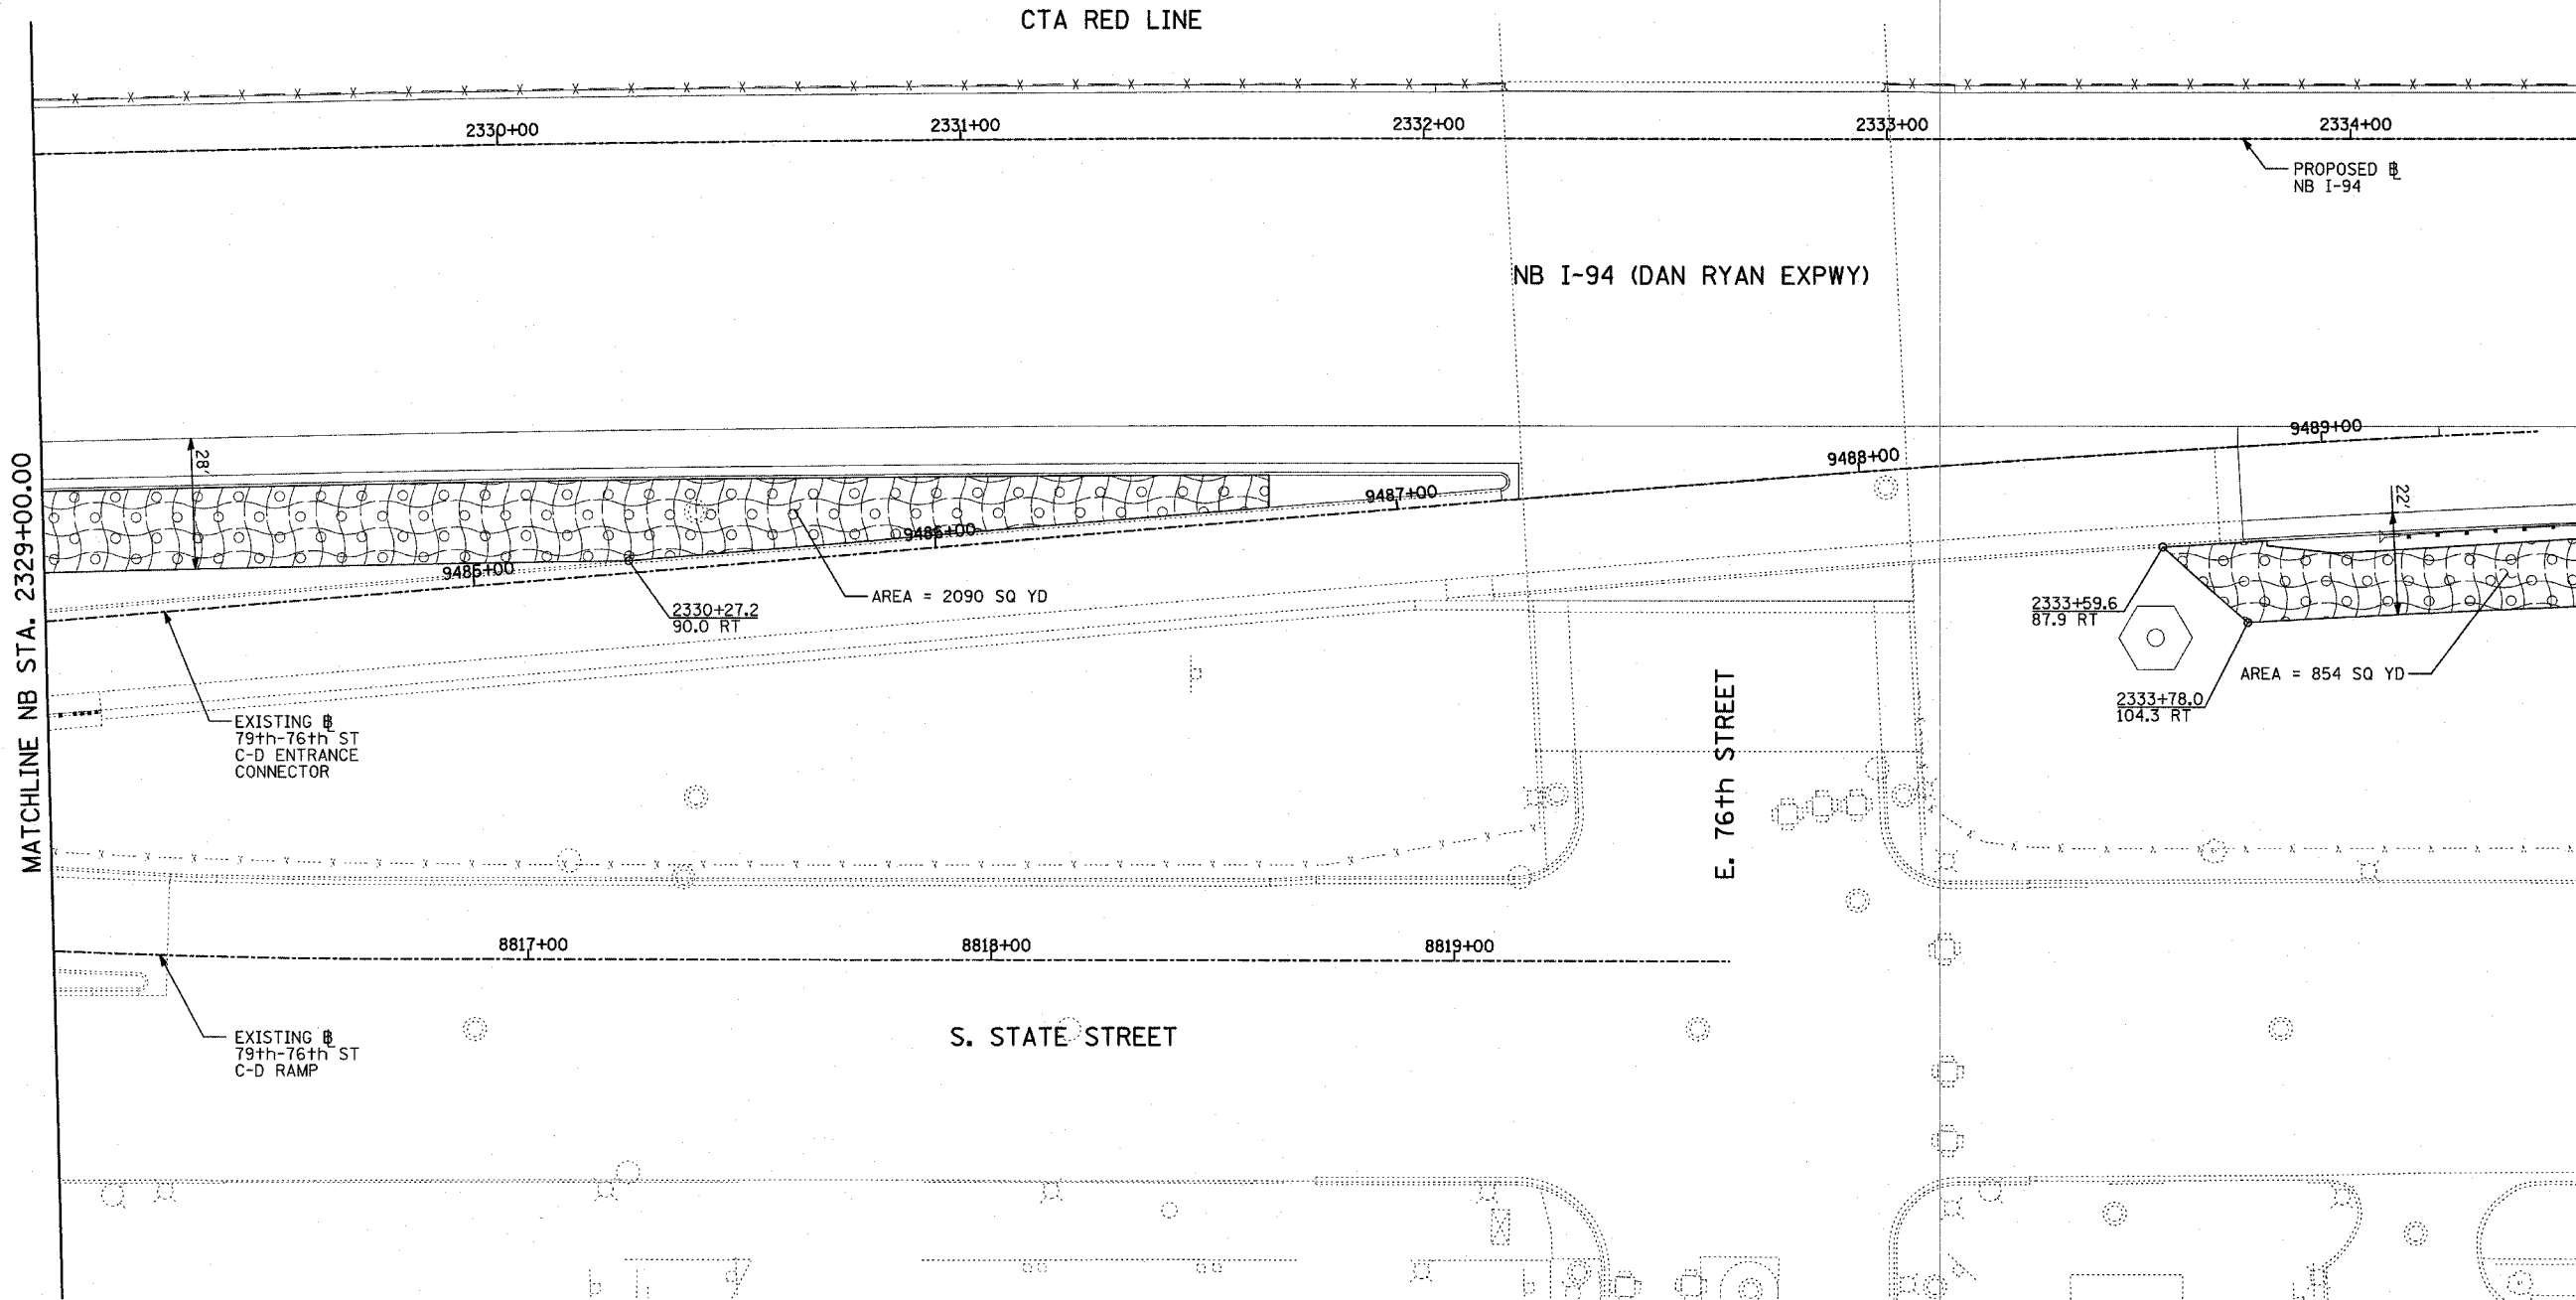 CTA RED LINE
2330+00
2331+00
2332+00
2333+00
2334+00
PROPOSED ℄
NB I-94
NB I-94 (DAN RYAN EXPWY)
MATCHLINE NB STA. 2329+00.00
28'
9485+00
9486+00
9487+00
9488+00
9489+00
22'
AREA = 2090 SQ YD
2330+27.2
90.0 RT
2333+59.6
87.9 RT
2333+78.0
104.3 RT
AREA = 854 SQ YD
EXISTING ℄
79th-76th ST
C-D ENTRANCE
CONNECTOR
E. 76th STREET
8817+00
8818+00
8819+00
EXISTING ℄
79th-76th ST
C-D RAMP
S. STATE STREET